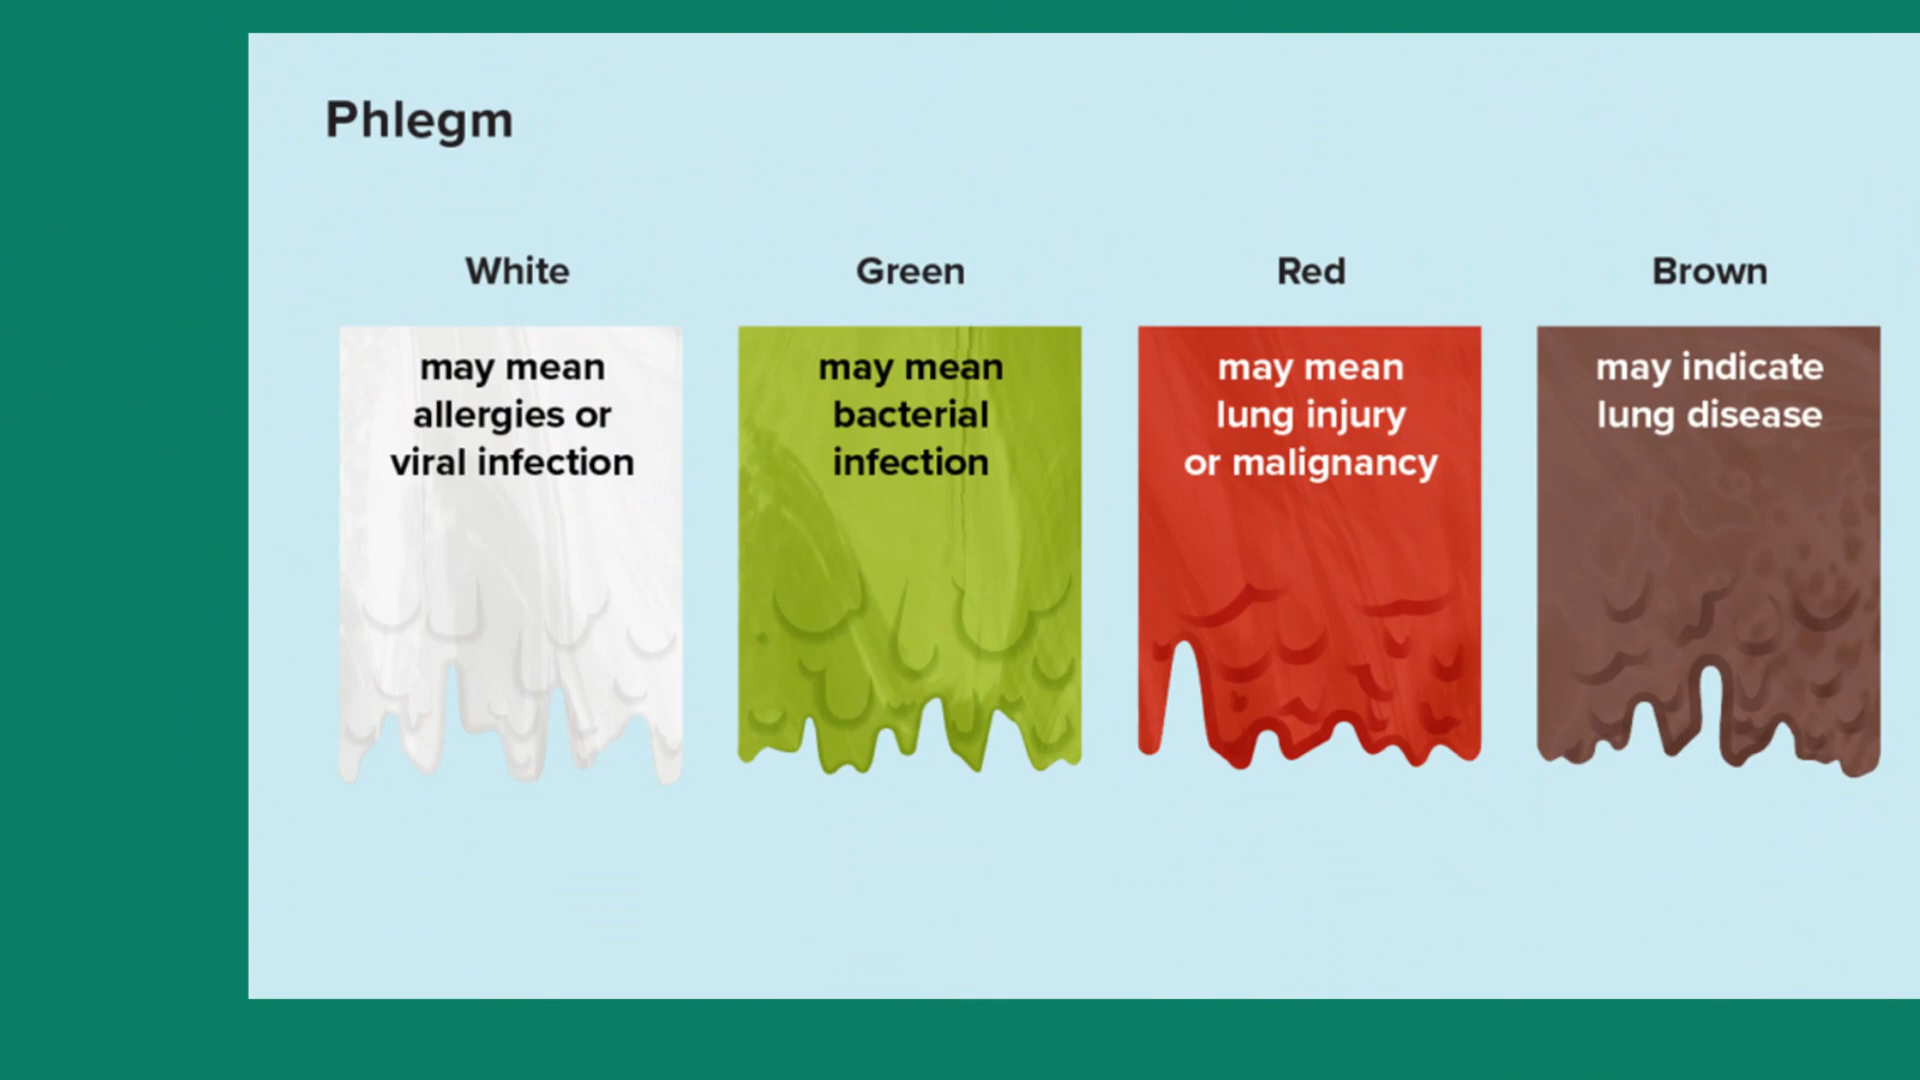 Phlegm
White
may mean
allergies or
viral infection
Green
may mean
bacterial
infection
Red
may mean
lung injury
or malignancy
Brown
may indicate
lung disease